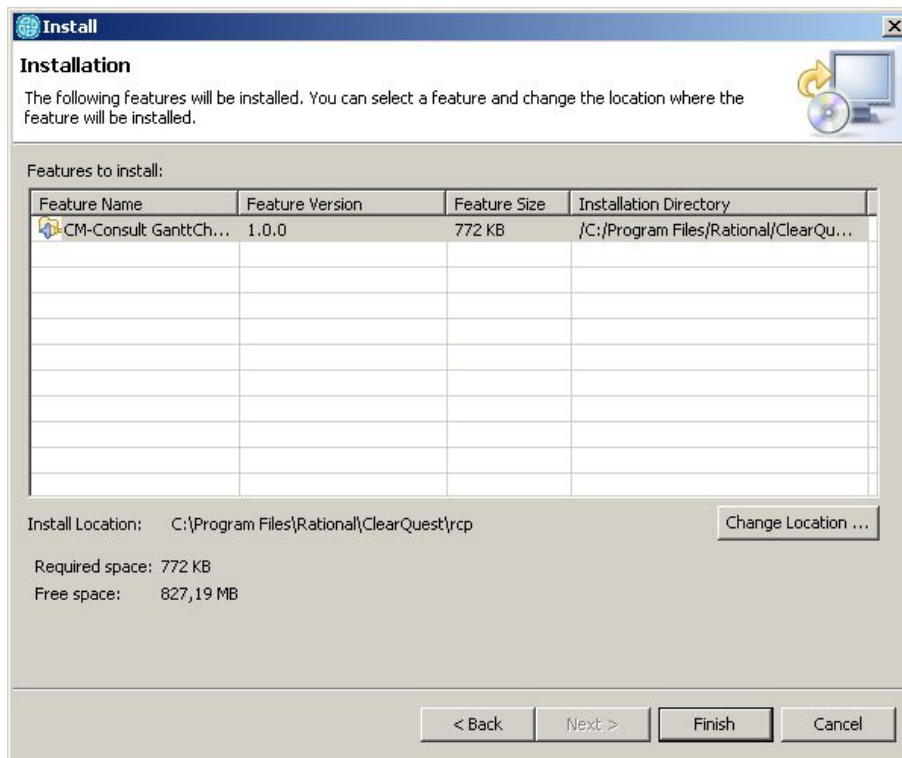 Install
Installation
The following features will be installed. You can select a feature and change the location where the
feature will be installed.
Features to install:
Feature Name Feature Version Feature Size Installation Directory
CM-Consult GanttCh... 1.0.0 772 KB /C:/Program Files/Rational/ClearQu...
Install Location: C:\Program Files\Rational\ClearQuest\rcp Change Location ...
Required space: 772 KB
Free space: 827,19 MB
< Back Next > Finish Cancel